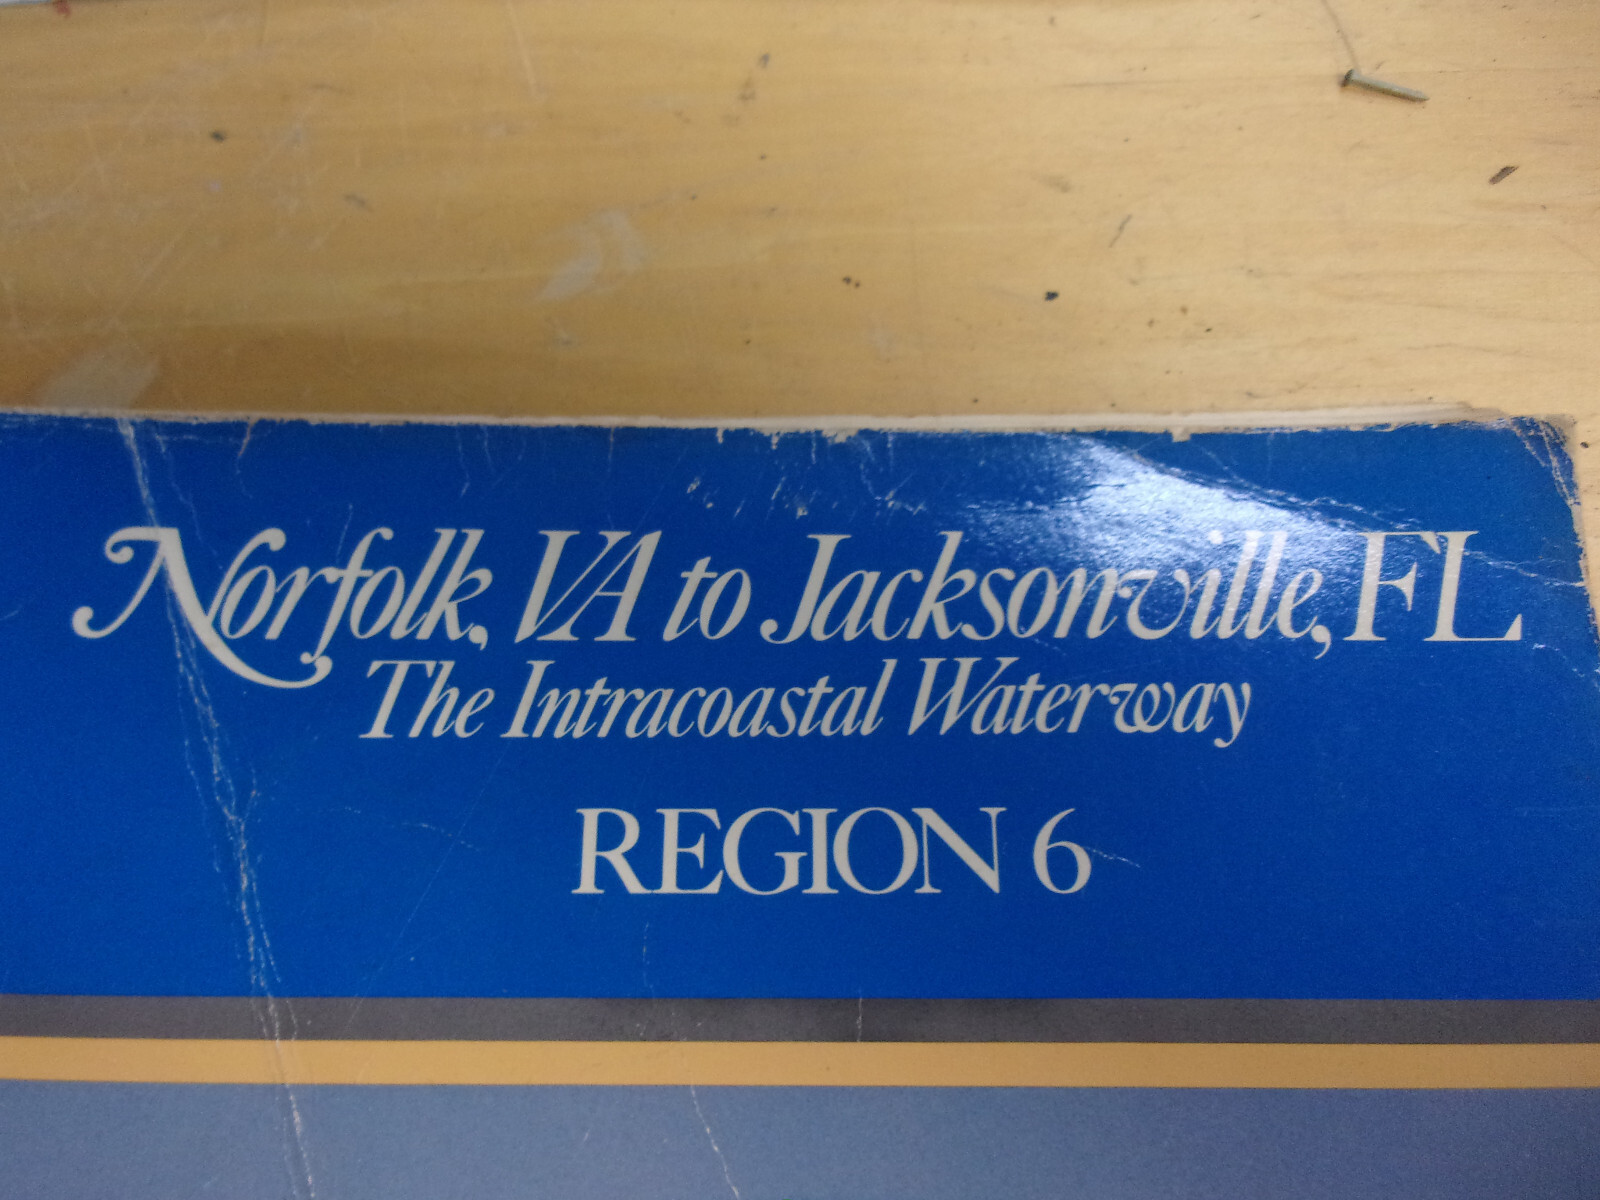 Norfolk, VA to Jacksonville, FL
The Intracoastal Waterway
REGION 6